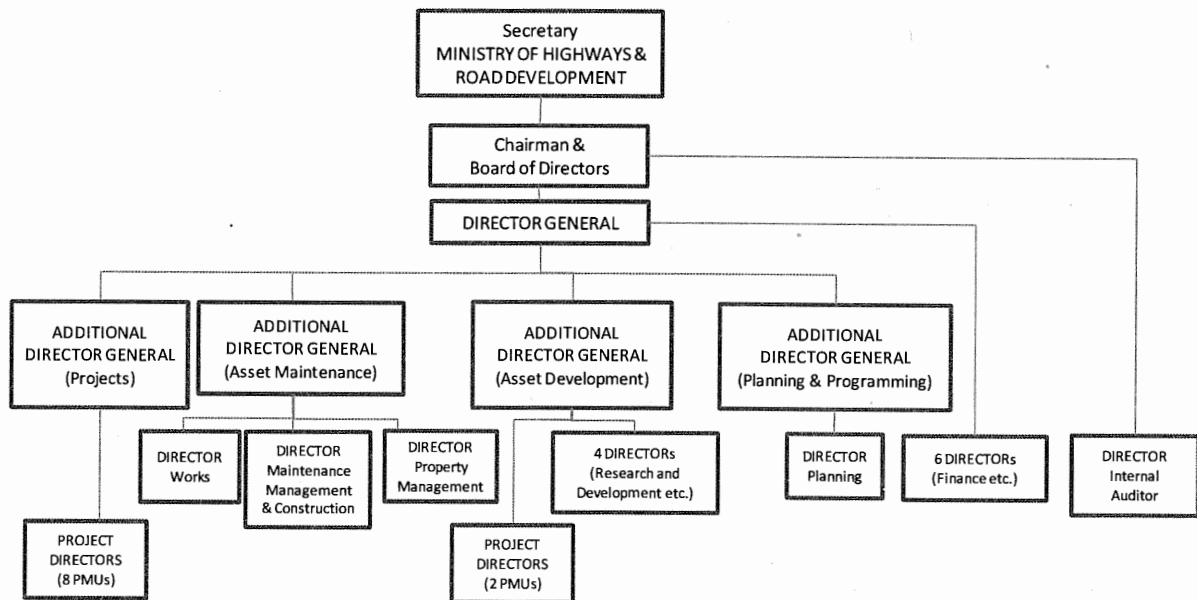 Secretary
MINISTRY OF HIGHWAYS &
ROAD DEVELOPMENT
Chairman &
Board of Directors
DIRECTOR GENERAL
ADDITIONAL
DIRECTOR GENERAL
(Projects)
ADDITIONAL
DIRECTOR GENERAL
(Asset Maintenance)
ADDITIONAL
DIRECTOR GENERAL
(Asset Development)
ADDITIONAL
DIRECTOR GENERAL
(Planning & Programming)
DIRECTOR
Works
DIRECTOR
Maintenance
Management
& Construction
DIRECTOR
Property
Management
4 DIRECTORs
(Research and
Development etc.)
DIRECTOR
Planning
6 DIRECTORs
(Finance etc.)
DIRECTOR
Internal
Auditor
PROJECT
DIRECTORS
(8 PMUs)
PROJECT
DIRECTORS
(2 PMUs)